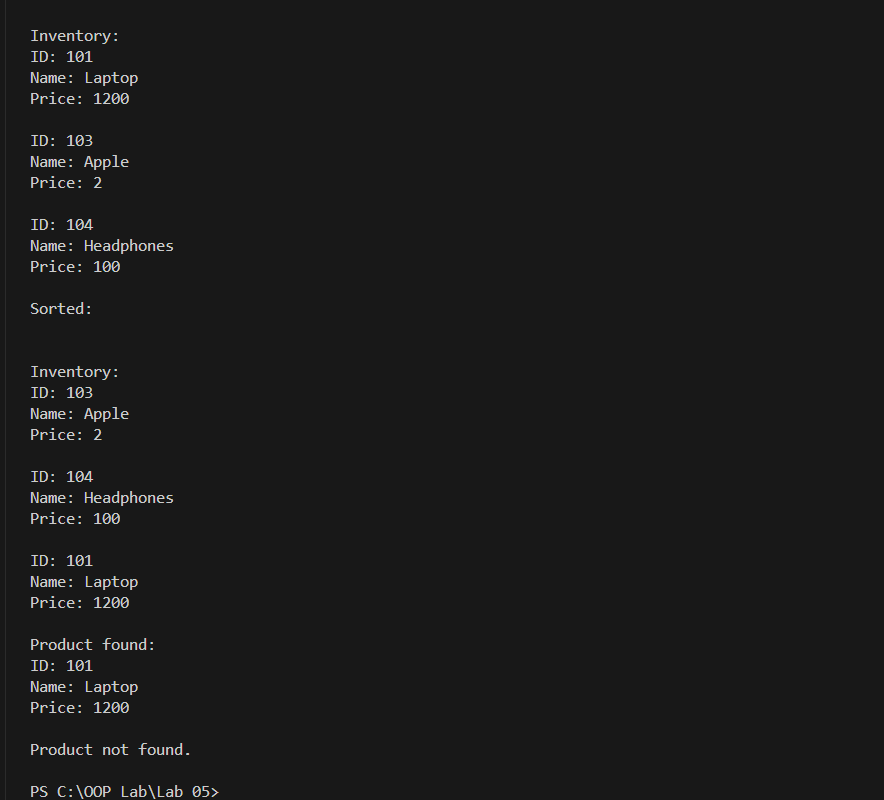 Inventory:
ID: 101
Name: Laptop
Price: 1200
ID: 103
Name: Apple
Price: 2
ID: 104
Name: Headphones
Price: 100
Sorted:
Inventory:
ID: 103
Name: Apple
Price: 2
ID: 104
Name: Headphones
Price: 100
ID: 101
Name: Laptop
Price: 1200
Product found:
ID: 101
Name: Laptop
Price: 1200
Product not found.
PS C:\OOP Lab\Lab 05>